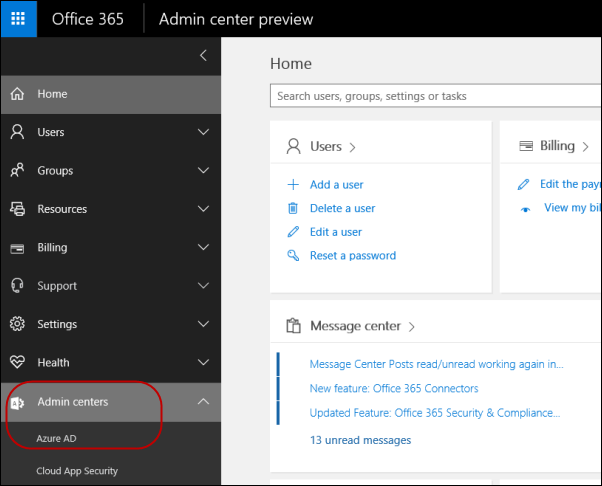 Office 365
Admin center preview
Home
Users
Groups
Resources
Billing
Support
Settings
Health
Admin centers
Azure AD
Cloud App Security
Home
Search users, groups, settings or tasks
Users
Add a user
Delete a user
Edit a user
Reset a password
Billing
Edit the pay
View my bil
Message center
Message Center Posts read/unread working again in...
New feature: Office 365 Connectors
Updated Feature: Office 365 Security & Compliance...
13 unread messages